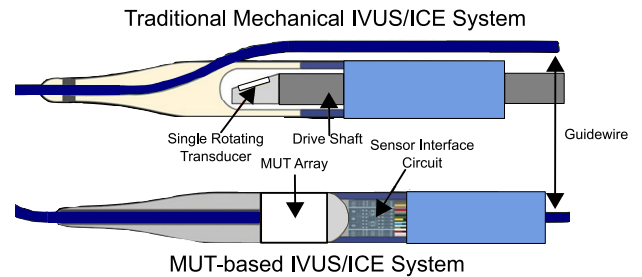 Traditional Mechanical IVUS/ICE System
Single Rotating
Transducer
Drive Shaft
Guidewire
MUT Array
Sensor Interface
Circuit
MUT-based IVUS/ICE System